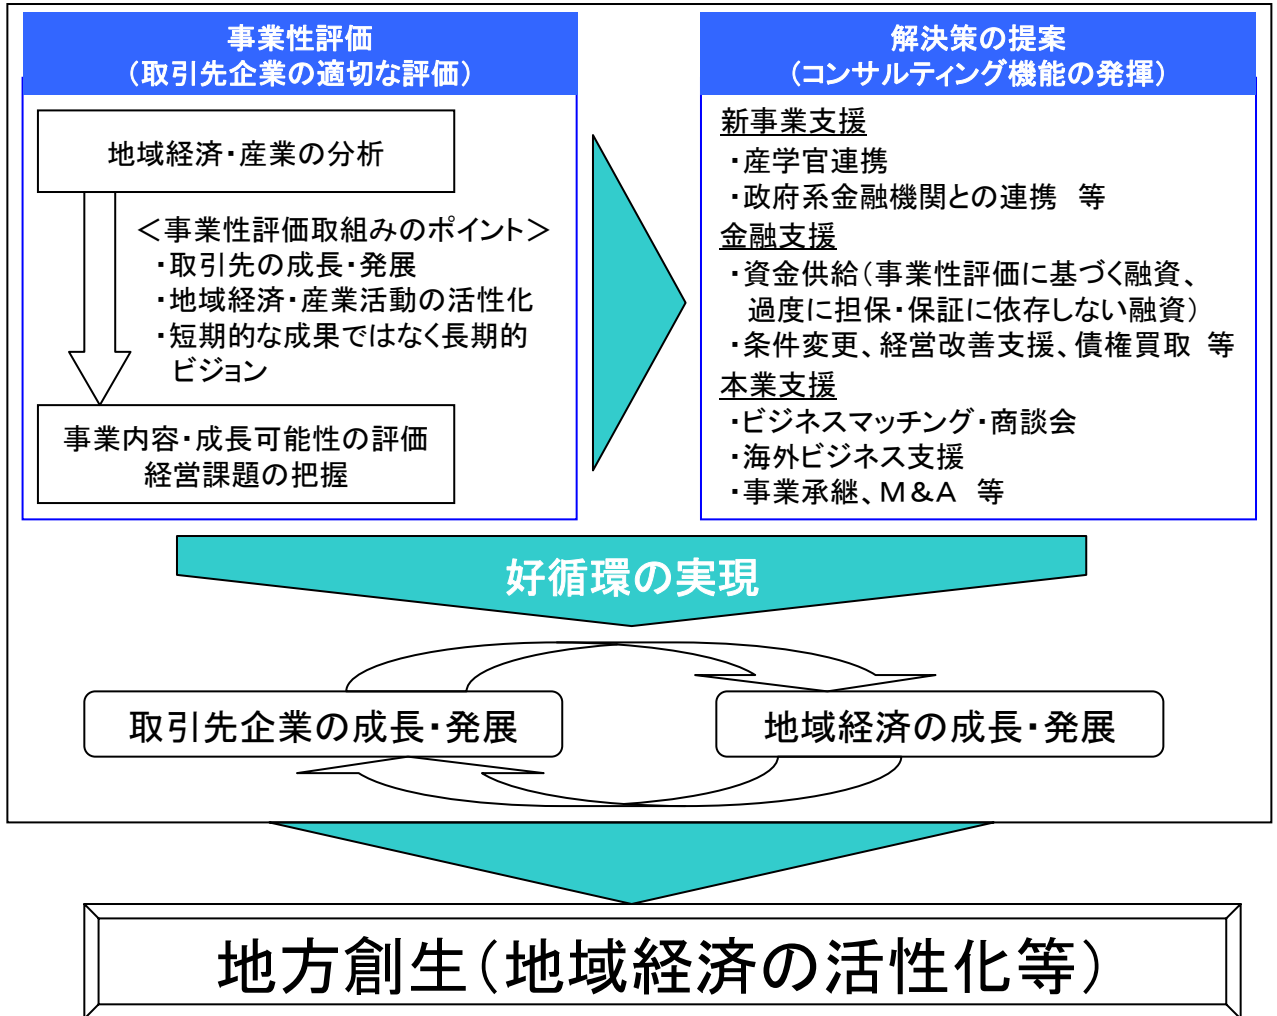 事業性評価
（取引先企業の適切な評価）
地域経済・産業の分析
＜事業性評価取組みのポイント＞
・取引先の成長・発展
・地域経済・産業活動の活性化
・短期的な成果ではなく長期的
ビジョン
事業内容・成長可能性の評価
経営課題の把握
解決策の提案
（コンサルティング機能の発揮）
新事業支援
・産学官連携
・政府系金融機関との連携　等
金融支援
・資金供給（事業性評価に基づく融資、
過度に担保・保証に依存しない融資）
・条件変更、経営改善支援、債権買取　等
本業支援
・ビジネスマッチング・商談会
・海外ビジネス支援
・事業承継、Ｍ＆Ａ　等
好循環の実現
取引先企業の成長・発展
地域経済の成長・発展
地方創生（地域経済の活性化等）